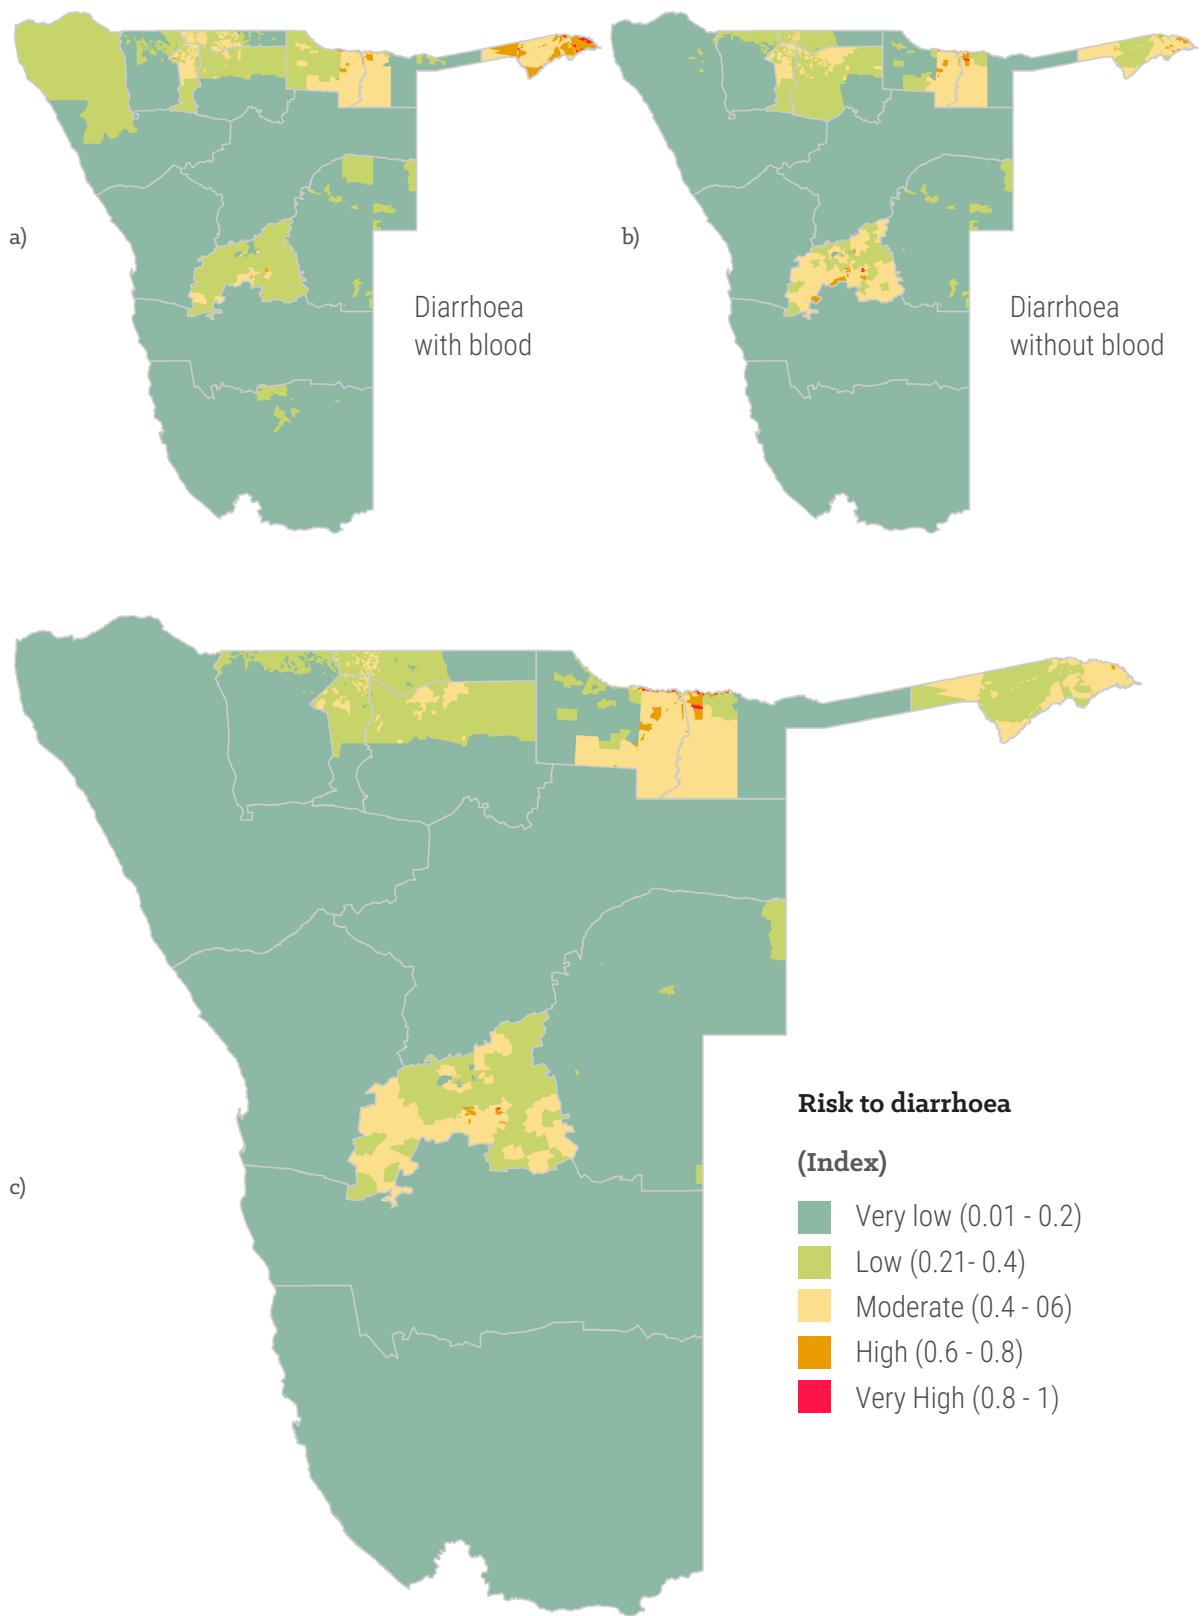 a)
Diarrhoea
with blood
b)
Diarrhoea
without blood
c)
Risk to diarrhoea
(Index)
Very low (0.01 - 0.2)
Low (0.21- 0.4)
Moderate (0.4 - 06)
High (0.6 - 0.8)
Very High (0.8 - 1)